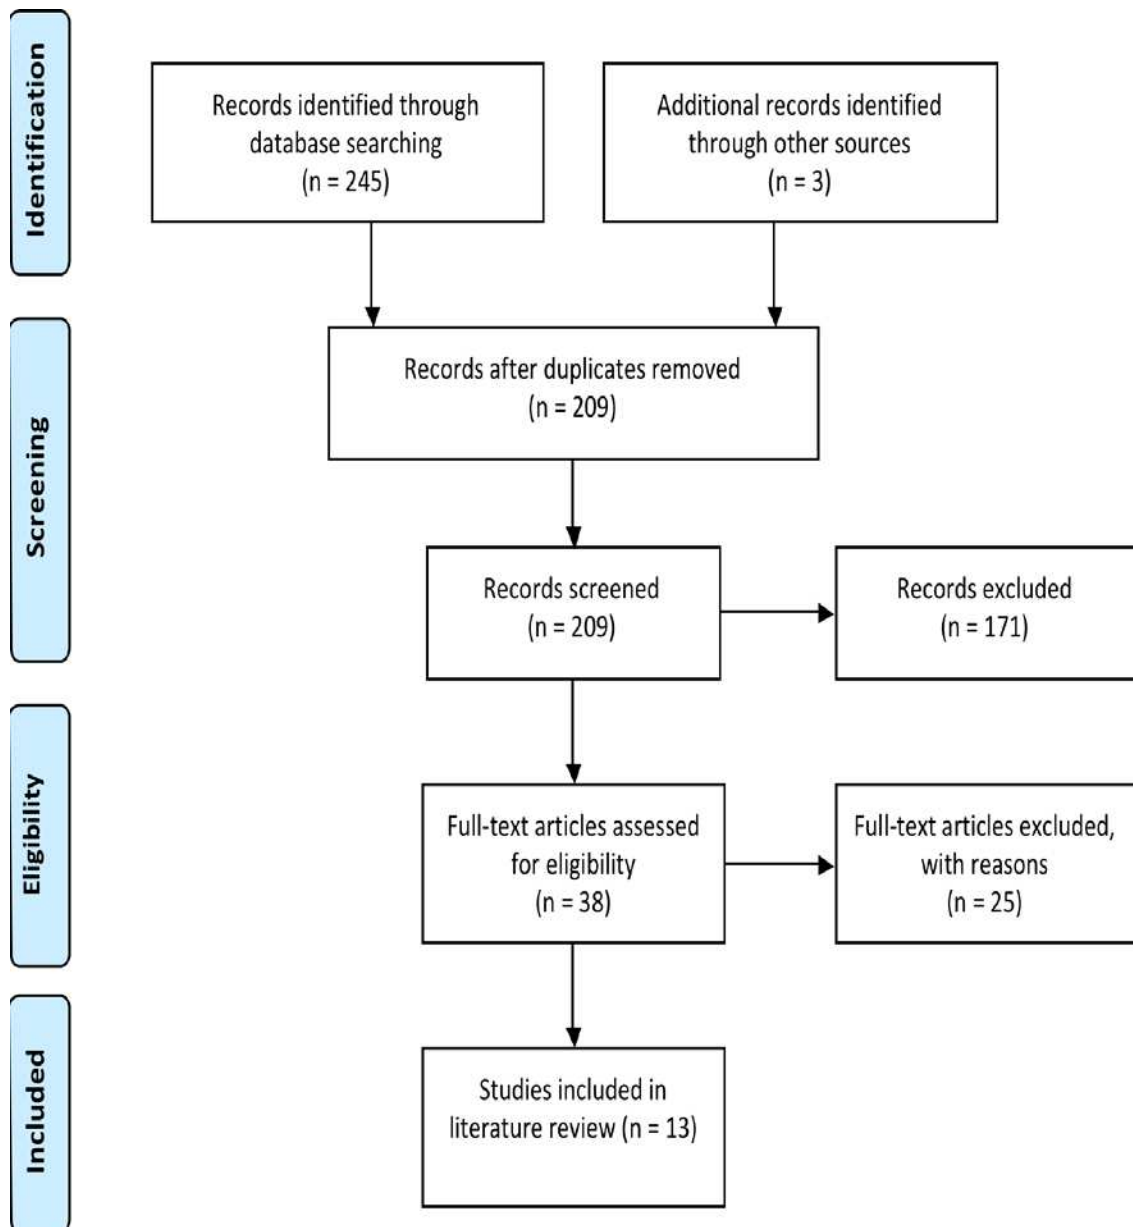 Identification
Records identified through
database searching
(n = 245)
Additional records identified
through other sources
(n = 3)
Screening
Records after duplicates removed
(n = 209)
Records screened
(n = 209)
Records excluded
(n = 171)
Eligibility
Full-text articles assessed
for eligibility
(n = 38)
Full-text articles excluded,
with reasons
(n = 25)
Included
Studies included in
literature review (n = 13)